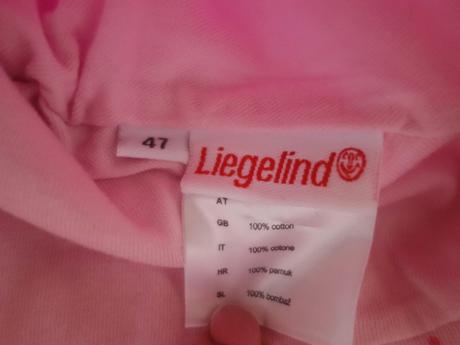 47
Liegelind
AT
GB 100% cotton
IT 100% cotone
HR 100% pamuk
SL 100% bombaž